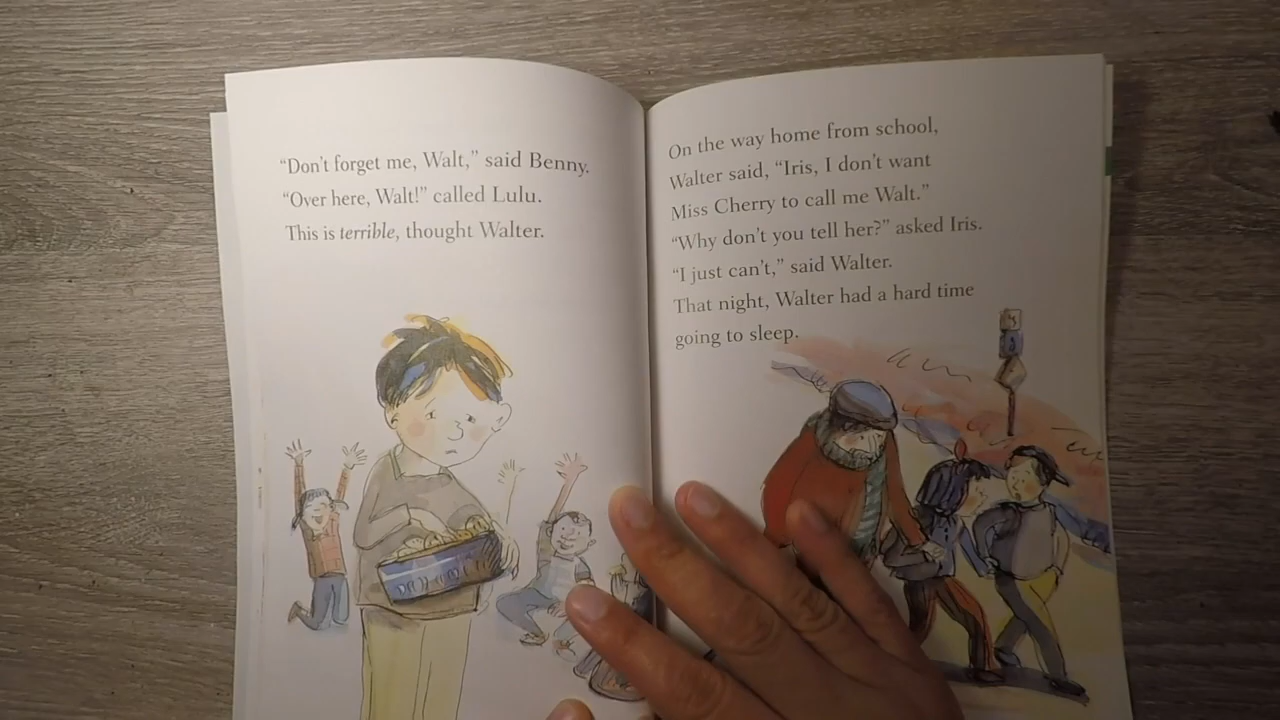 “Don’t forget me, Walt,” said Benny.
“Over here, Walt!” called Lulu.
This is terrible, thought Walter.
On the way home from school,
Walter said, “Iris, I don’t want
Miss Cherry to call me Walt.”
“Why don’t you tell her?” asked Iris.
“I just can’t,” said Walter.
That night, Walter had a hard time
going to sleep.